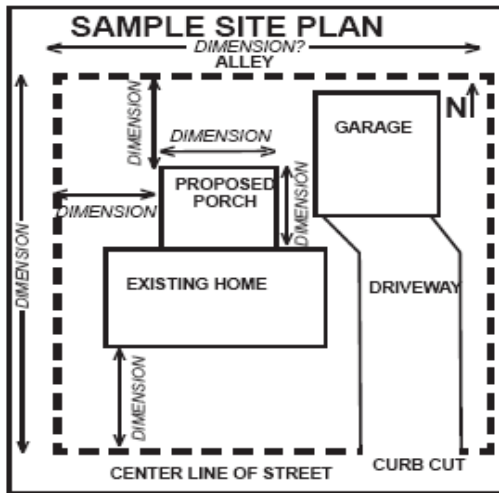 SAMPLE SITE PLAN
DIMENSION?
ALLEY
N
GARAGE
DIMENSION
DIMENSION
PROPOSED
PORCH
DIMENSION
DIMENSION
DIMENSION
EXISTING HOME
DRIVEWAY
DIMENSION
CENTER LINE OF STREET
CURB CUT